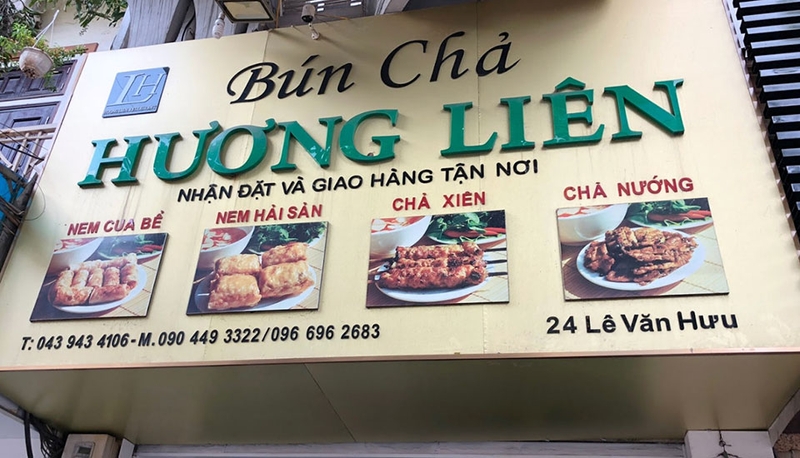 Bún Chả
HƯƠNG LIÊN
NHẬN ĐẶT VÀ GIAO HÀNG TẬN NƠI
NEM CUA BỂ
NEM HẢI SẢN
CHẢ XIÊN
CHẢ NƯỚNG
T: 043 943 4106 - M. 090 449 3322 / 096 696 2683
24 Lê Văn Hưu